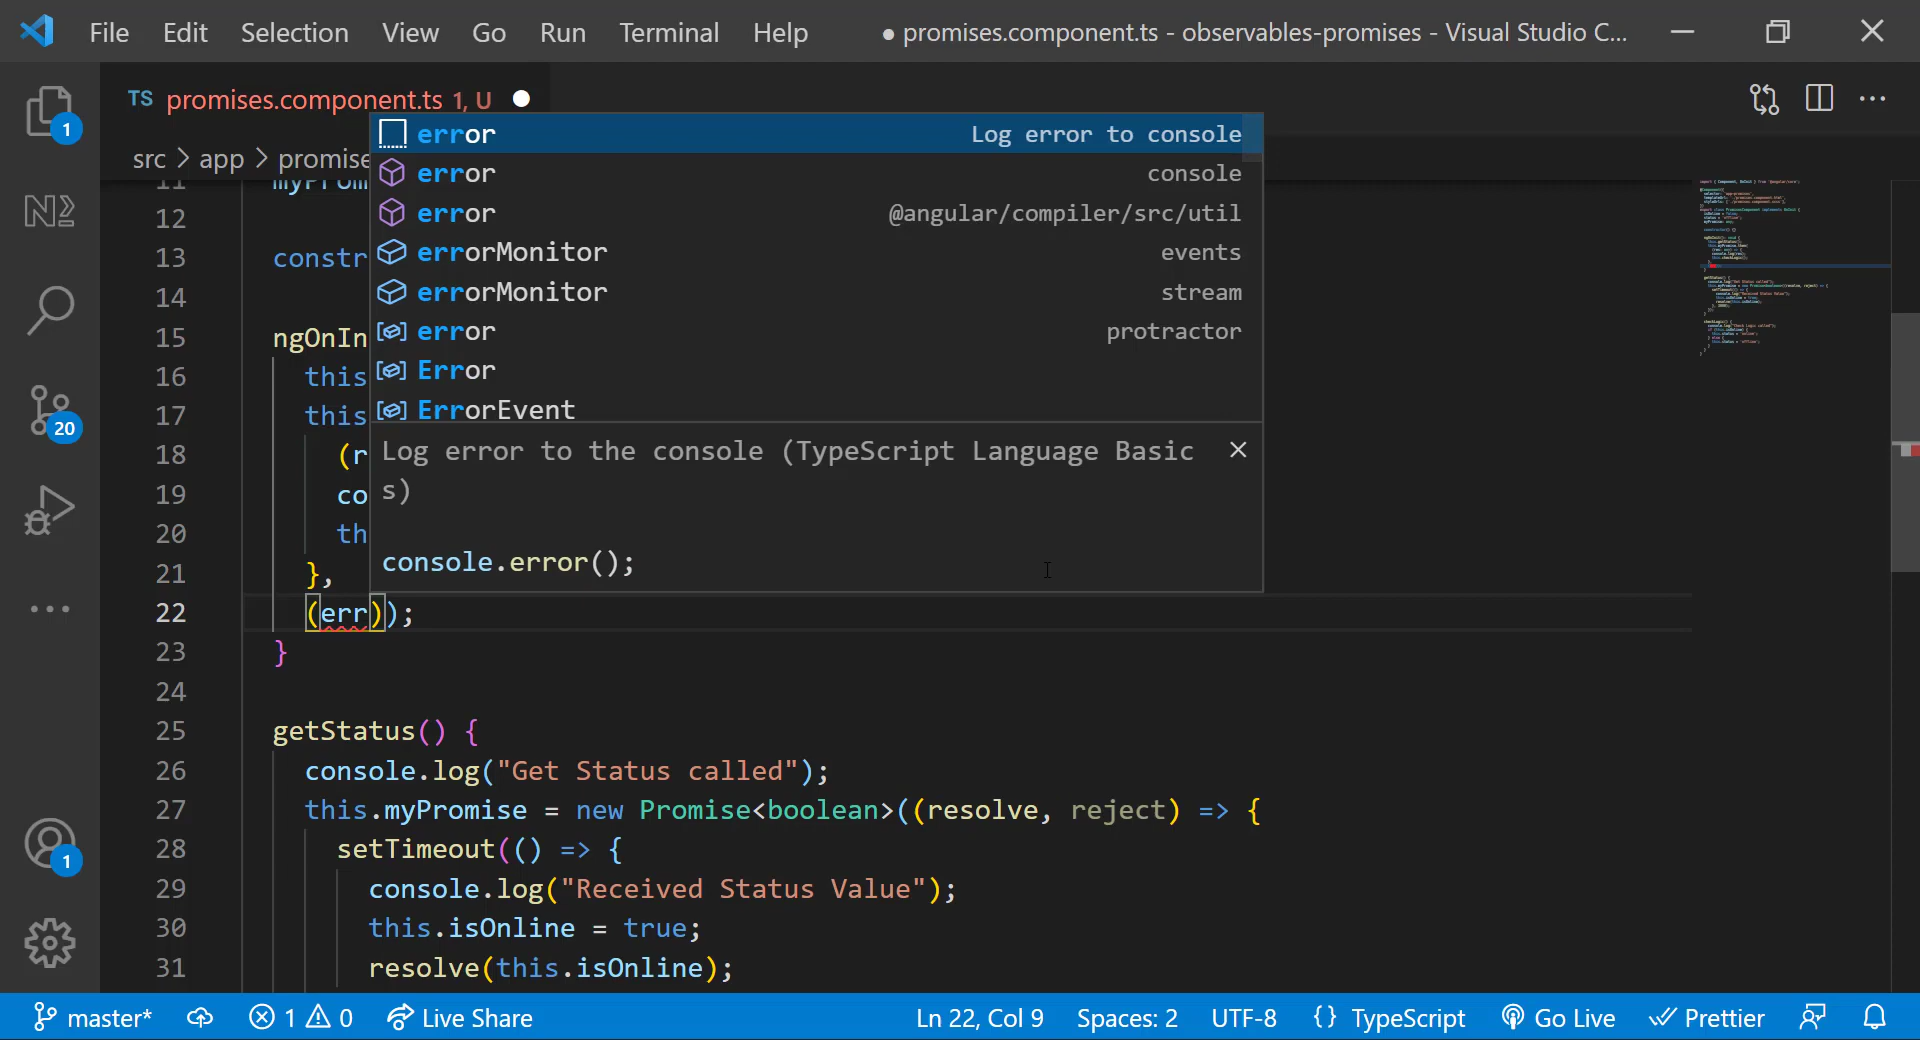 File Edit Selection View Go Run Terminal Help ● promises.component.ts - observables-promises - Visual Studio C...
TS promises.component.ts 1, U
src > app > promise
error Log error to console
error console
error @angular/compiler/src/util
errorMonitor events
errorMonitor stream
error protractor
Error
ErrorEvent
Log error to the console (TypeScript Language Basic
s)
console.error();
1
20
1
11 myProm
12
13 constr
14
15 ngOnIn
16 this
17 this
18 (r
19 co
20 th
21 },
22 (err));
23 }
24
25 getStatus() {
26 console.log("Get Status called");
27 this.myPromise = new Promise<boolean>((resolve, reject) => {
28 setTimeout(() => {
29 console.log("Received Status Value");
30 this.isOnline = true;
31 resolve(this.isOnline);
master* 1 0 Live Share Ln 22, Col 9 Spaces: 2 UTF-8 {} TypeScript Go Live Prettier